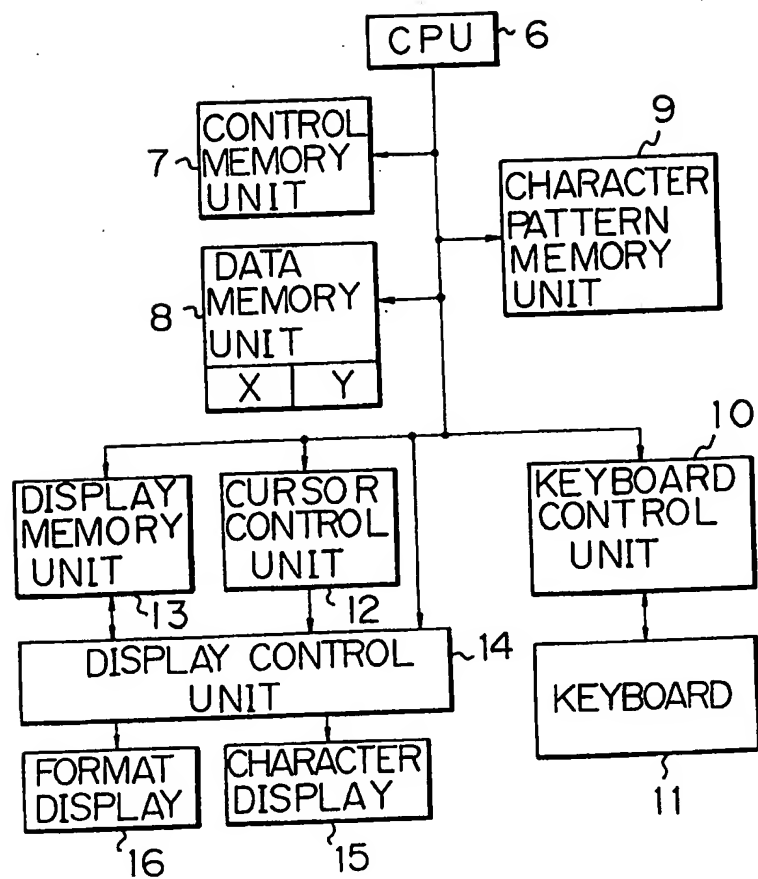 CPU
6
CONTROL
MEMORY
UNIT
7
9
CHARACTER
PATTERN
MEMORY
UNIT
DATA
MEMORY
UNIT
8
X Y
10
DISPLAY
MEMORY
UNIT
13
CURSOR
CONTROL
UNIT
12
KEYBOARD
CONTROL
UNIT
DISPLAY CONTROL
UNIT
14
KEYBOARD
11
FORMAT
DISPLAY
16
CHARACTER
DISPLAY
15